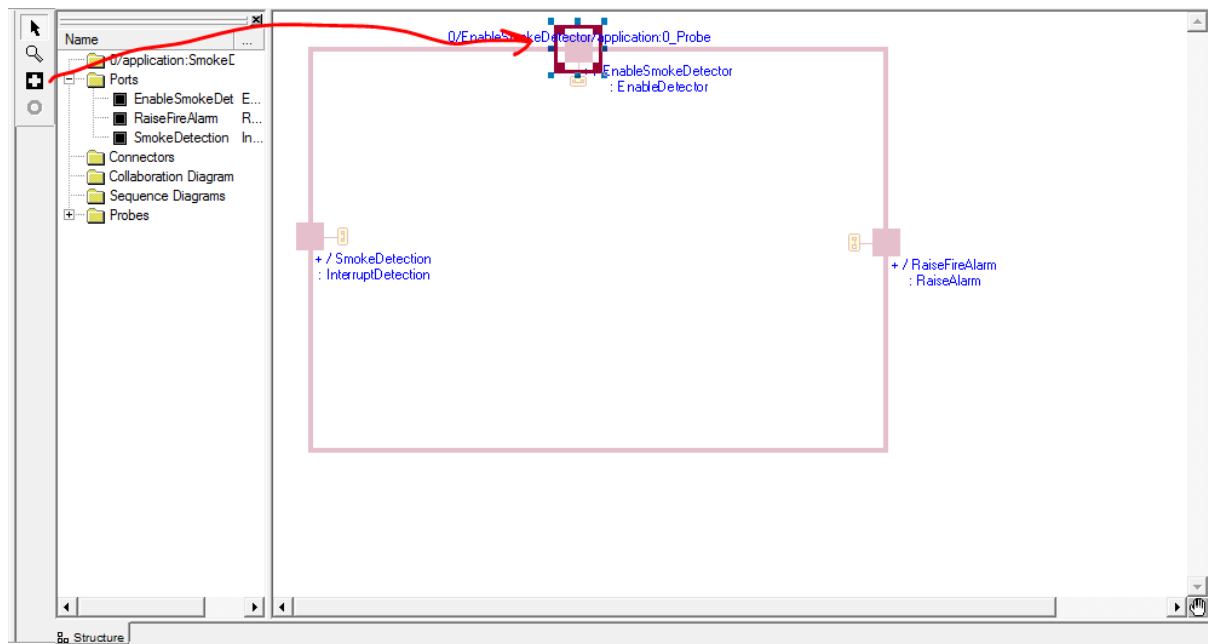 Name
...
0/application:SmokeD
Ports
EnableSmokeDet E...
RaiseFireAlarm R...
SmokeDetection In...
Connectors
Collaboration Diagram
Sequence Diagrams
Probes
0/EnableSmokeDetector/application:0_Probe
+ / EnableSmokeDetector
: EnableDetector
+ / SmokeDetection
: InterruptDetection
+ / RaiseFireAlarm
: RaiseAlarm
Structure